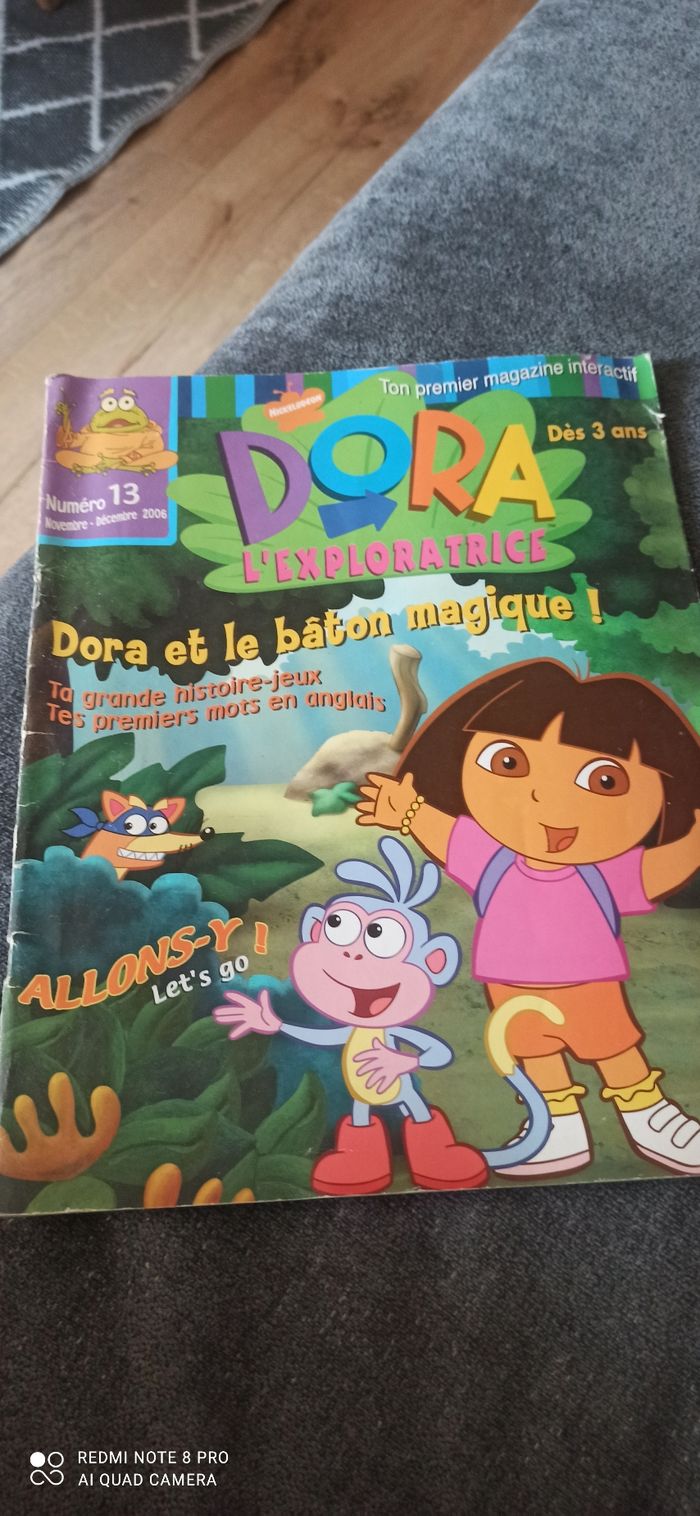 Ton premier magazine interactif
NICKELODEON
DORA
Dès 3 ans
L'EXPLORATRICE
Numéro 13
Novembre - Décembre 2006
Dora et le bâton magique !
Ta grande histoire-jeux
Tes premiers mots en anglais
ALLONS-Y !
Let's go
REDMI NOTE 8 PRO
AI QUAD CAMERA